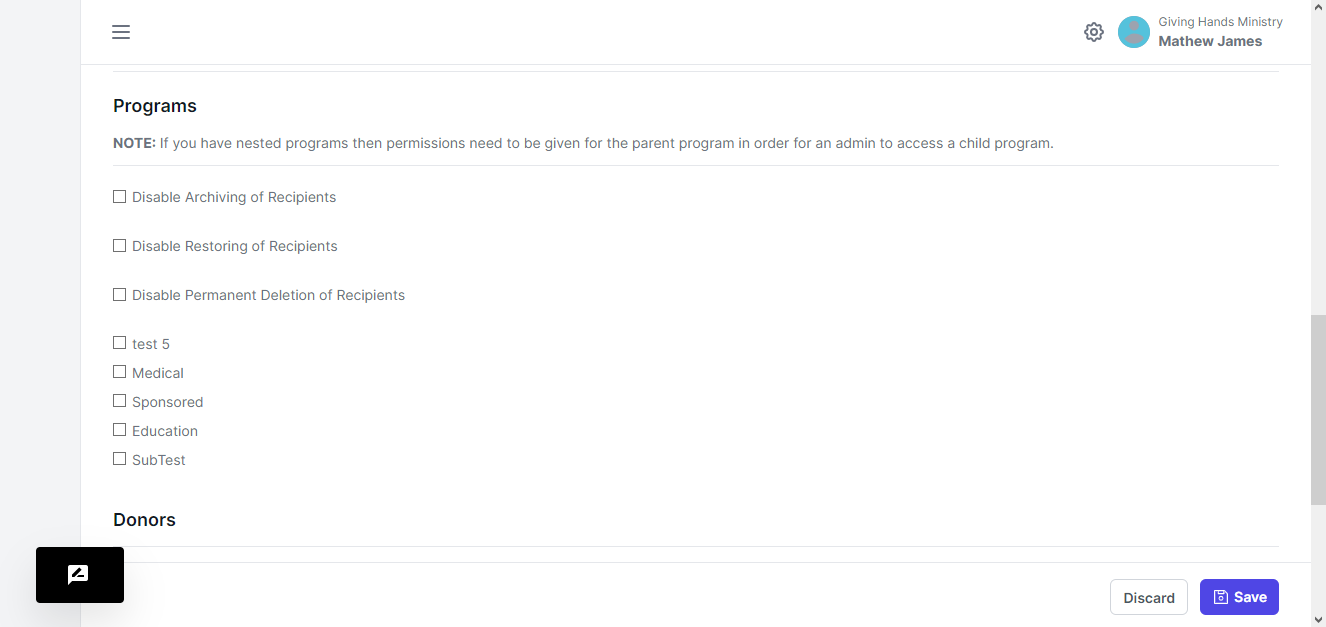 Giving Hands Ministry
Mathew James
Programs
NOTE: If you have nested programs then permissions need to be given for the parent program in order for an admin to access a child program.
Disable Archiving of Recipients
Disable Restoring of Recipients
Disable Permanent Deletion of Recipients
test 5
Medical
Sponsored
Education
SubTest
Donors
Discard
Save